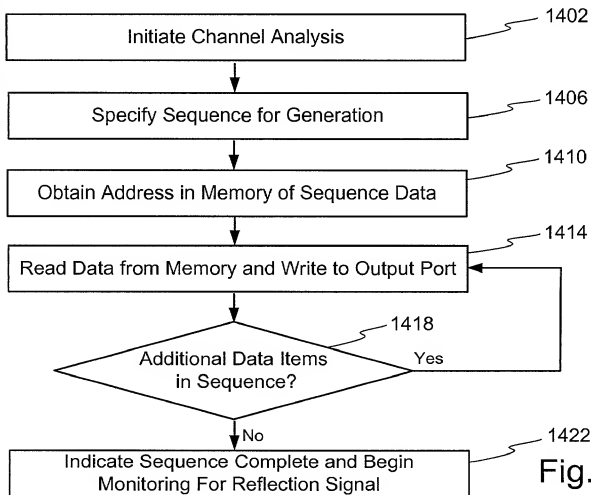 1402
Initiate Channel Analysis
1406
Specify Sequence for Generation
1410
Obtain Address in Memory of Sequence Data
1414
Read Data from Memory and Write to Output Port
1418
Additional Data Items
in Sequence?
Yes
No
1422
Indicate Sequence Complete and Begin
Monitoring For Reflection Signal
Fig.